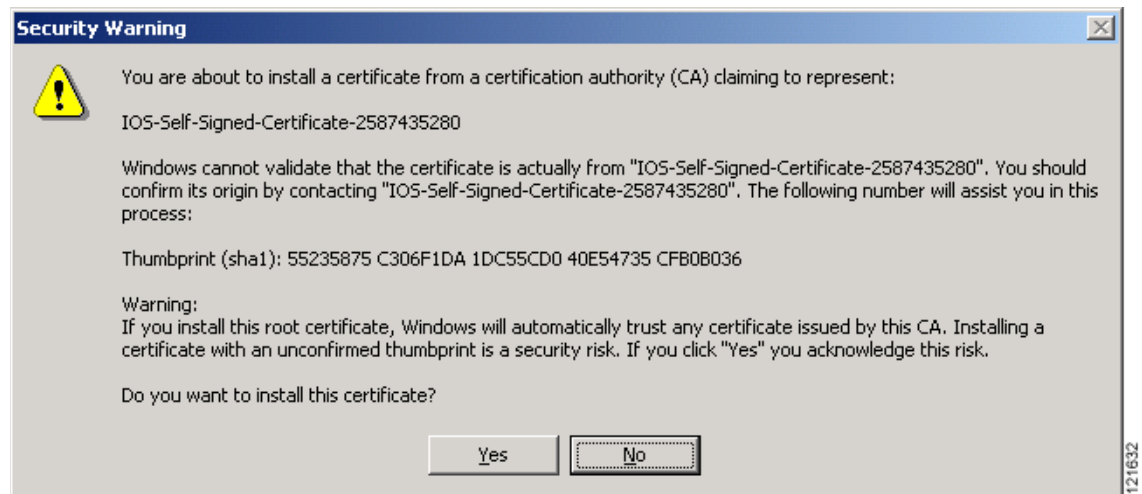 Security Warning
You are about to install a certificate from a certification authority (CA) claiming to represent:
IOS-Self-Signed-Certificate-2587435280
Windows cannot validate that the certificate is actually from "IOS-Self-Signed-Certificate-2587435280". You should
confirm its origin by contacting "IOS-Self-Signed-Certificate-2587435280". The following number will assist you in this
process:
Thumbprint (sha1): 55235875 C306F1DA 1DC55CD0 40E54735 CFB0B036
Warning:
If you install this root certificate, Windows will automatically trust any certificate issued by this CA. Installing a
certificate with an unconfirmed thumbprint is a security risk. If you click "Yes" you acknowledge this risk.
Do you want to install this certificate?
Yes
No
121632